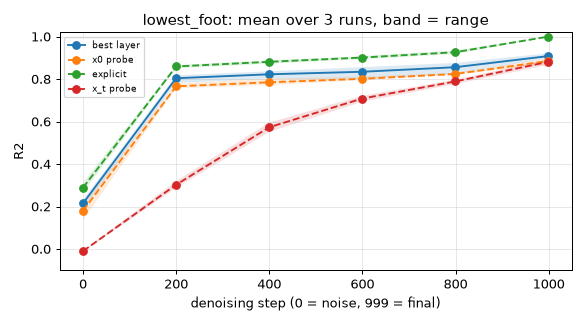 lowest_foot: mean over 3 runs, band = range
best layer
x0 probe
explicit
x_t probe
R2
1.0
0.8
0.6
0.4
0.2
0.0
0 200 400 600 800 1000
denoising step (0 = noise, 999 = final)